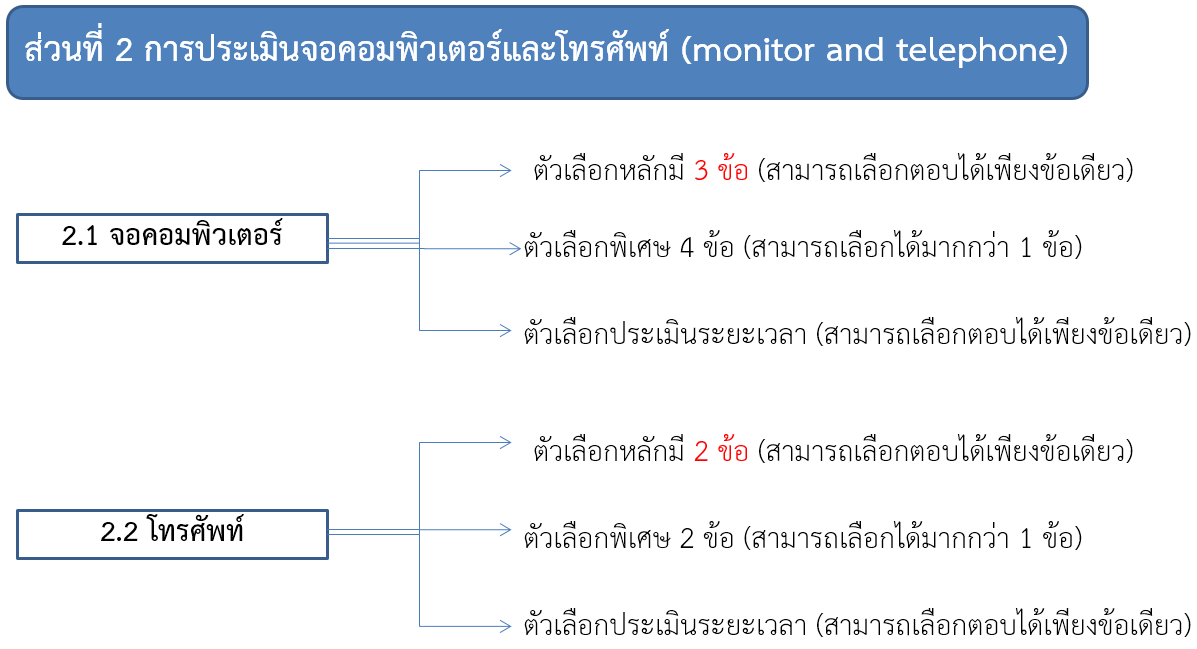 ส่วนที่ 2 การประเมินจอคอมพิวเตอร์และโทรศัพท์ (monitor and telephone)
ตัวเลือกหลักมี 3 ข้อ (สามารถเลือกตอบได้เพียงข้อเดียว)
2.1 จอคอมพิวเตอร์
ตัวเลือกพิเศษ 4 ข้อ (สามารถเลือกได้มากกว่า 1 ข้อ)
ตัวเลือกประเมินระยะเวลา (สามารถเลือกตอบได้เพียงข้อเดียว)
ตัวเลือกหลักมี 2 ข้อ (สามารถเลือกตอบได้เพียงข้อเดียว)
2.2 โทรศัพท์
ตัวเลือกพิเศษ 2 ข้อ (สามารถเลือกได้มากกว่า 1 ข้อ)
ตัวเลือกประเมินระยะเวลา (สามารถเลือกตอบได้เพียงข้อเดียว)